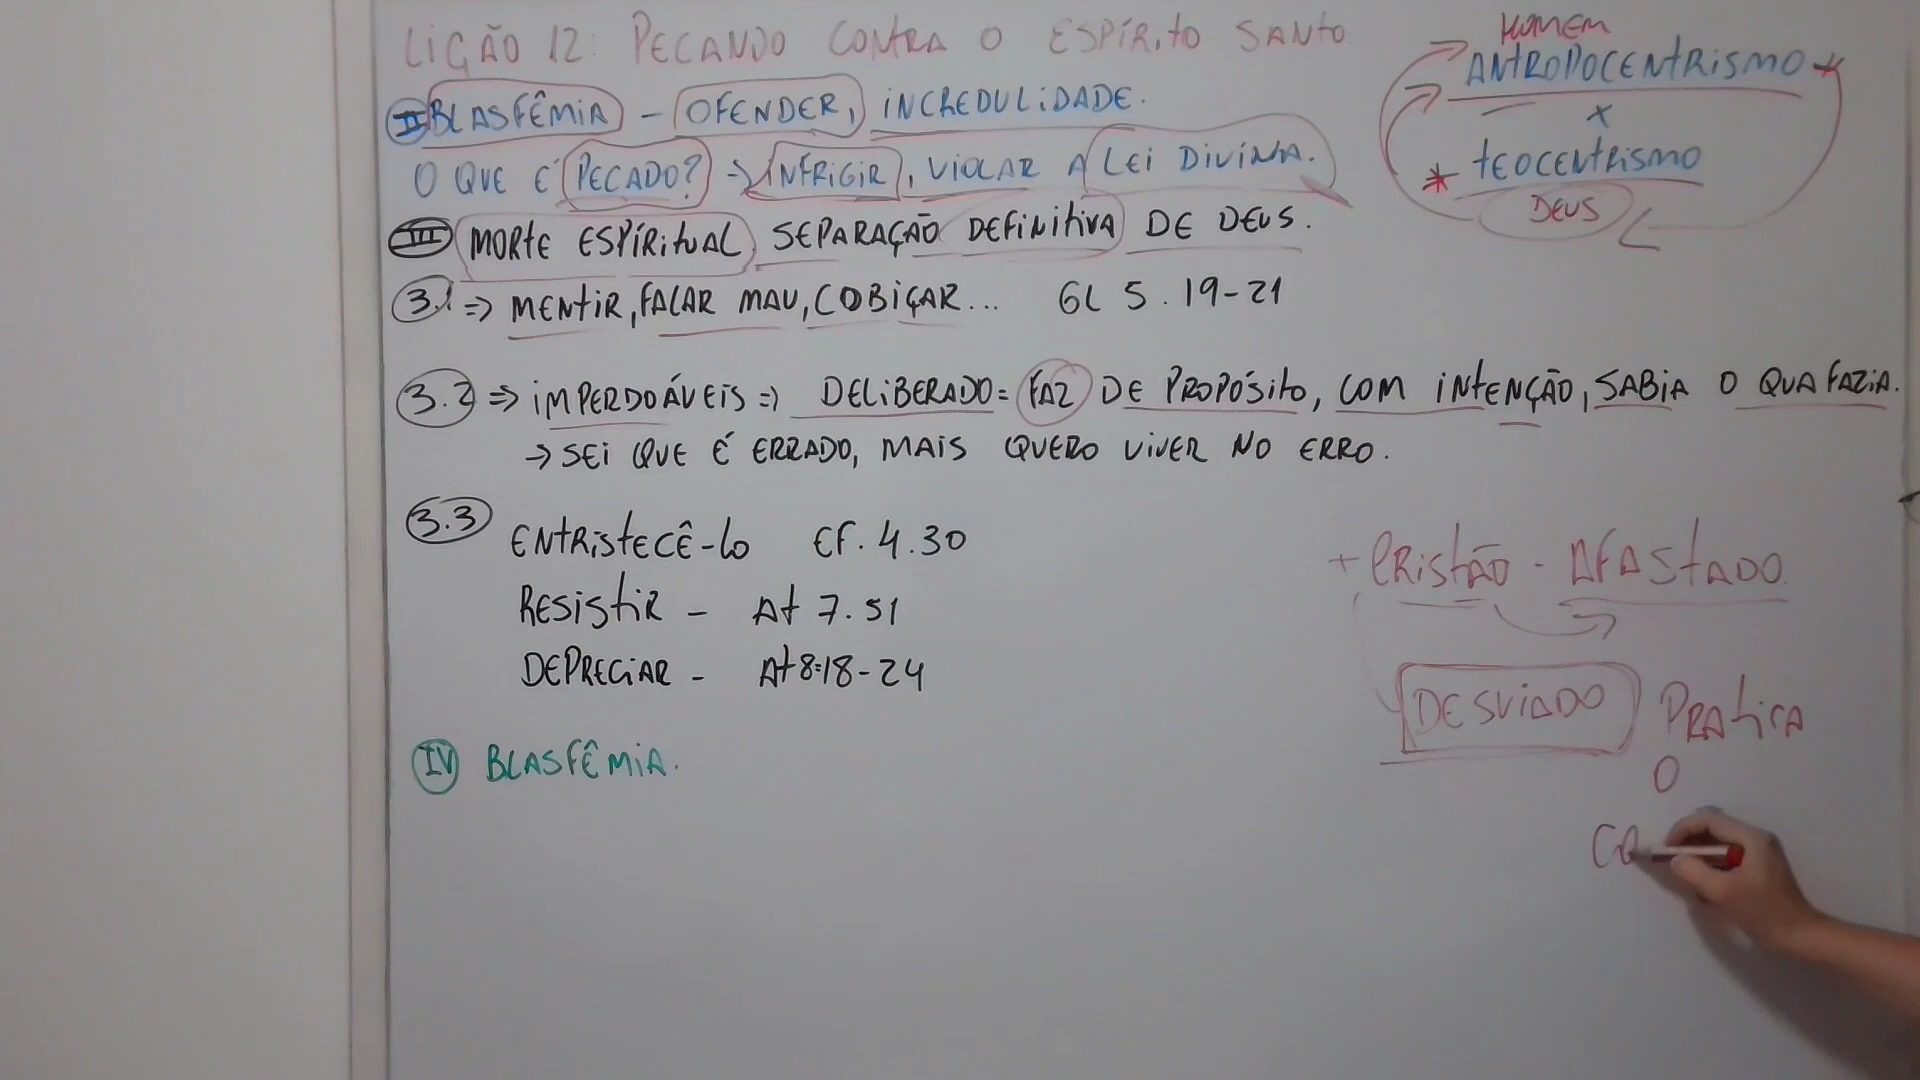 LIÇÃO 12: PECANDO CONTRA O ESPÍRITO SANTO
II BLASFÊMIA - OFENDER, INCREDULIDADE.
O QUE É PECADO? → INFRIGIR, VIOLAR A LEI DIVINA.
III MORTE ESPÍRITUAL, SEPARAÇÃO DEFINITIVA DE DEUS.
3.1 ⇒ MENTIR, FALAR MAU, COBIÇAR... GL 5.19-21
3.2 ⇒ IMPERDOÁVEIS ⇒ DELIBERADO = FAZ DE PROPÓSITO, COM INTENÇÃO, SABIA O QUA FAZIA.
→ SEI QUE É ERRADO, MAIS QUERO VIVER NO ERRO.
3.3 ENTRISTECÊ-LO EF. 4.30
RESISTIR - At 7.51
DEPRECIAR - At 8:18-24
IV BLASFÊMIA.
HOMEM
ANTROPOCENTRISMO
X
* TEOCENTRISMO
DEUS
+ CRISTÃO - AFASTADO
DESVIADO PRATICA
O
CO